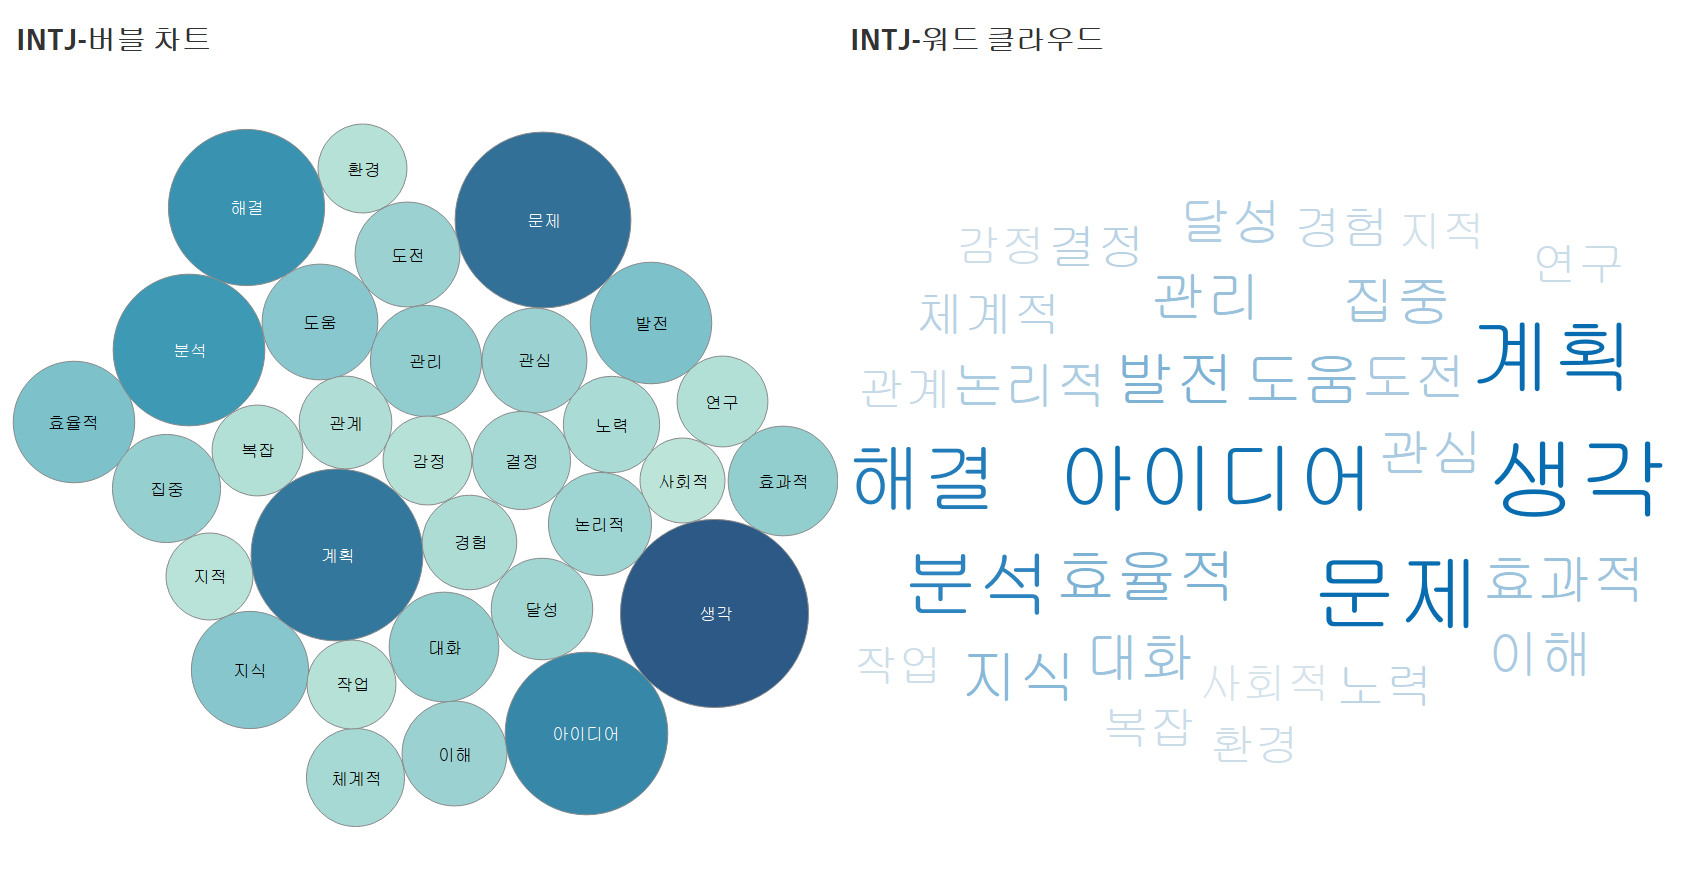 INTJ-버블 차트
환경
해결
문제
도전
도움
발전
분석
관리
관심
연구
효율적
관계
노력
복잡
감정
결정
사회적
효과적
집중
논리적
경험
계획
지적
달성
생각
대화
지식
작업
아이디어
이해
체계적
INTJ-워드 클라우드
달성 경험 지적
감정 결정
연구
관리 집중
체계적
계획
관계 논리적 발전 도움 도전
관심
해결 아이디어 생각
분석 효율적 문제 효과적
작업 지식 대화 사회적 노력 이해
복잡 환경